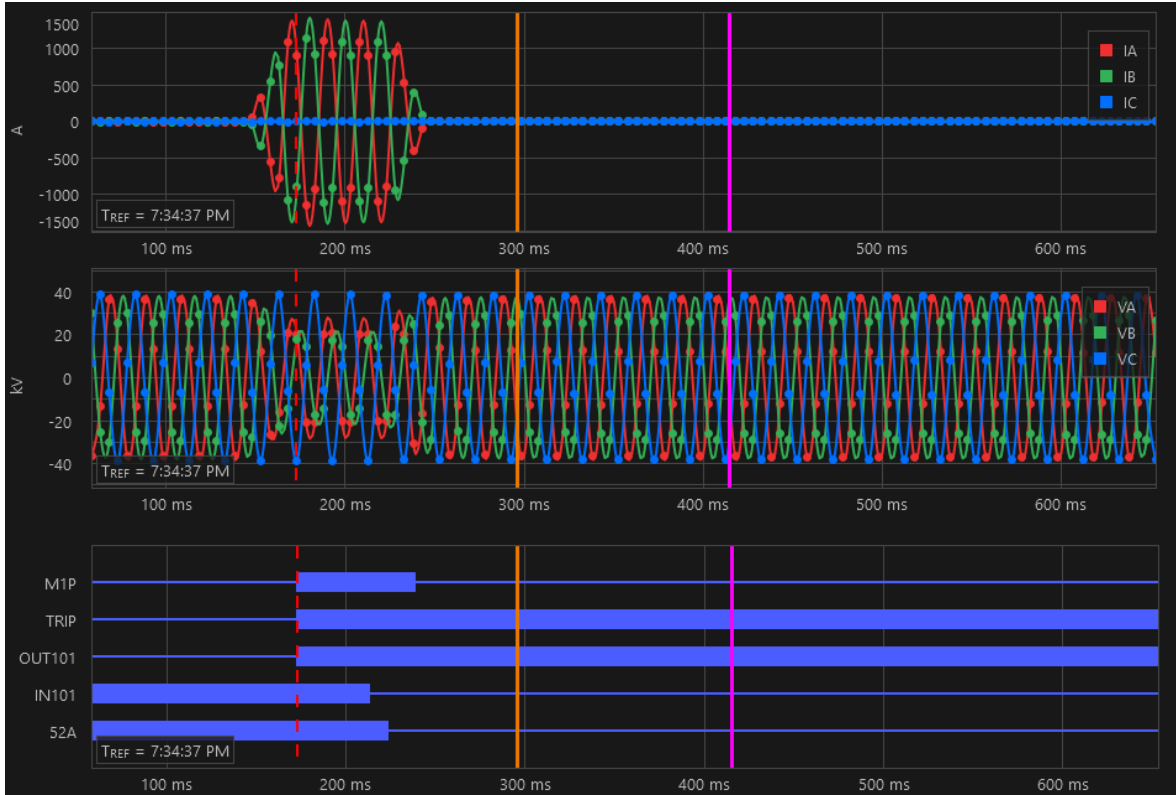 1500
1000
500
0
-500
-1000
-1500
A
IA
IB
IC
TREF = 7:34:37 PM
100 ms 200 ms 300 ms 400 ms 500 ms 600 ms
40
20
0
-20
-40
kV
VA
VB
VC
TREF = 7:34:37 PM
100 ms 200 ms 300 ms 400 ms 500 ms 600 ms
M1P
TRIP
OUT101
IN101
52A
TREF = 7:34:37 PM
100 ms 200 ms 300 ms 400 ms 500 ms 600 ms